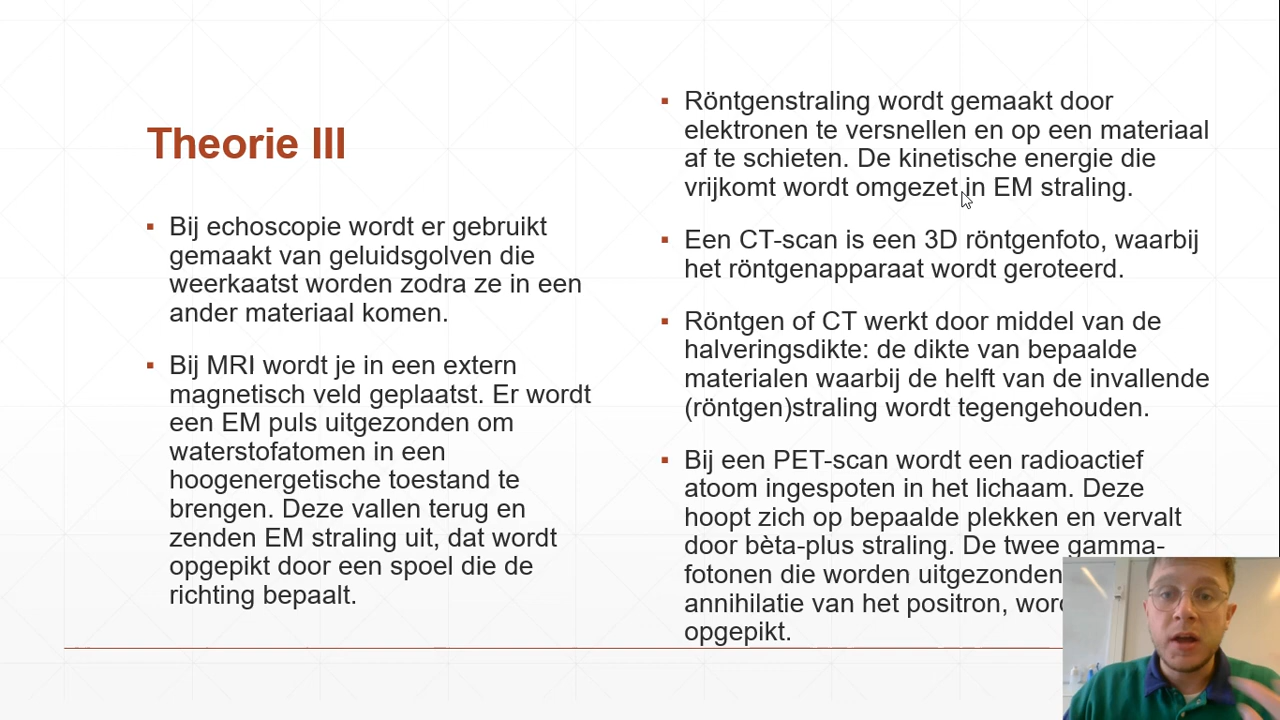 Theorie III
▪ Bij echoscopie wordt er gebruikt
gemaakt van geluidsgolven die
weerkaatst worden zodra ze in een
ander materiaal komen.
▪ Bij MRI wordt je in een extern
magnetisch veld geplaatst. Er wordt
een EM puls uitgezonden om
waterstofatomen in een
hoogenergetische toestand te
brengen. Deze vallen terug en
zenden EM straling uit, dat wordt
opgepikt door een spoel die de
richting bepaalt.
▪ Röntgenstraling wordt gemaakt door
elektronen te versnellen en op een materiaal
af te schieten. De kinetische energie die
vrijkomt wordt omgezet in EM straling.
▪ Een CT-scan is een 3D röntgenfoto, waarbij
het röntgenapparaat wordt geroteerd.
▪ Röntgen of CT werkt door middel van de
halveringsdikte: de dikte van bepaalde
materialen waarbij de helft van de invallende
(röntgen)straling wordt tegengehouden.
▪ Bij een PET-scan wordt een radioactief
atoom ingespoten in het lichaam. Deze
hoopt zich op bepaalde plekken en vervalt
door bèta-plus straling. De twee gamma-
fotonen die worden uitgezonden
annihilatie van het positron,
opgepikt.